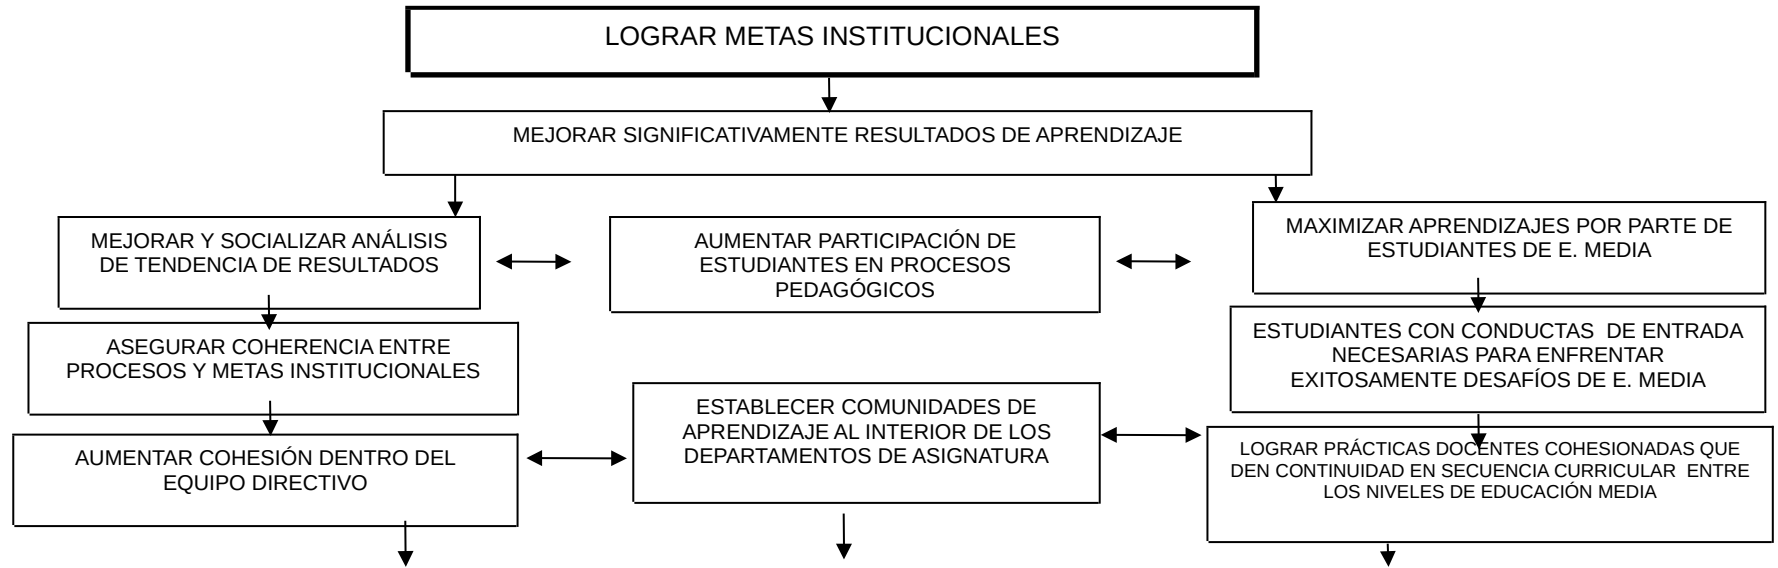 LOGRAR METAS INSTITUCIONALES
MEJORAR SIGNIFICATIVAMENTE RESULTADOS DE APRENDIZAJE
MEJORAR Y SOCIALIZAR ANÁLISIS
DE TENDENCIA DE RESULTADOS
AUMENTAR PARTICIPACIÓN DE
ESTUDIANTES EN PROCESOS
PEDAGÓGICOS
MAXIMIZAR APRENDIZAJES POR PARTE DE
ESTUDIANTES DE E. MEDIA
ASEGURAR COHERENCIA ENTRE
PROCESOS Y METAS INSTITUCIONALES
ESTUDIANTES CON CONDUCTAS  DE ENTRADA
NECESARIAS PARA ENFRENTAR
EXITOSAMENTE DESAFÍOS DE E. MEDIA
AUMENTAR COHESIÓN DENTRO DEL
EQUIPO DIRECTIVO
ESTABLECER COMUNIDADES DE
APRENDIZAJE AL INTERIOR DE LOS
DEPARTAMENTOS DE ASIGNATURA
LOGRAR PRÁCTICAS DOCENTES COHESIONADAS QUE
DEN CONTINUIDAD EN SECUENCIA CURRICULAR  ENTRE
LOS NIVELES DE EDUCACIÓN MEDIA